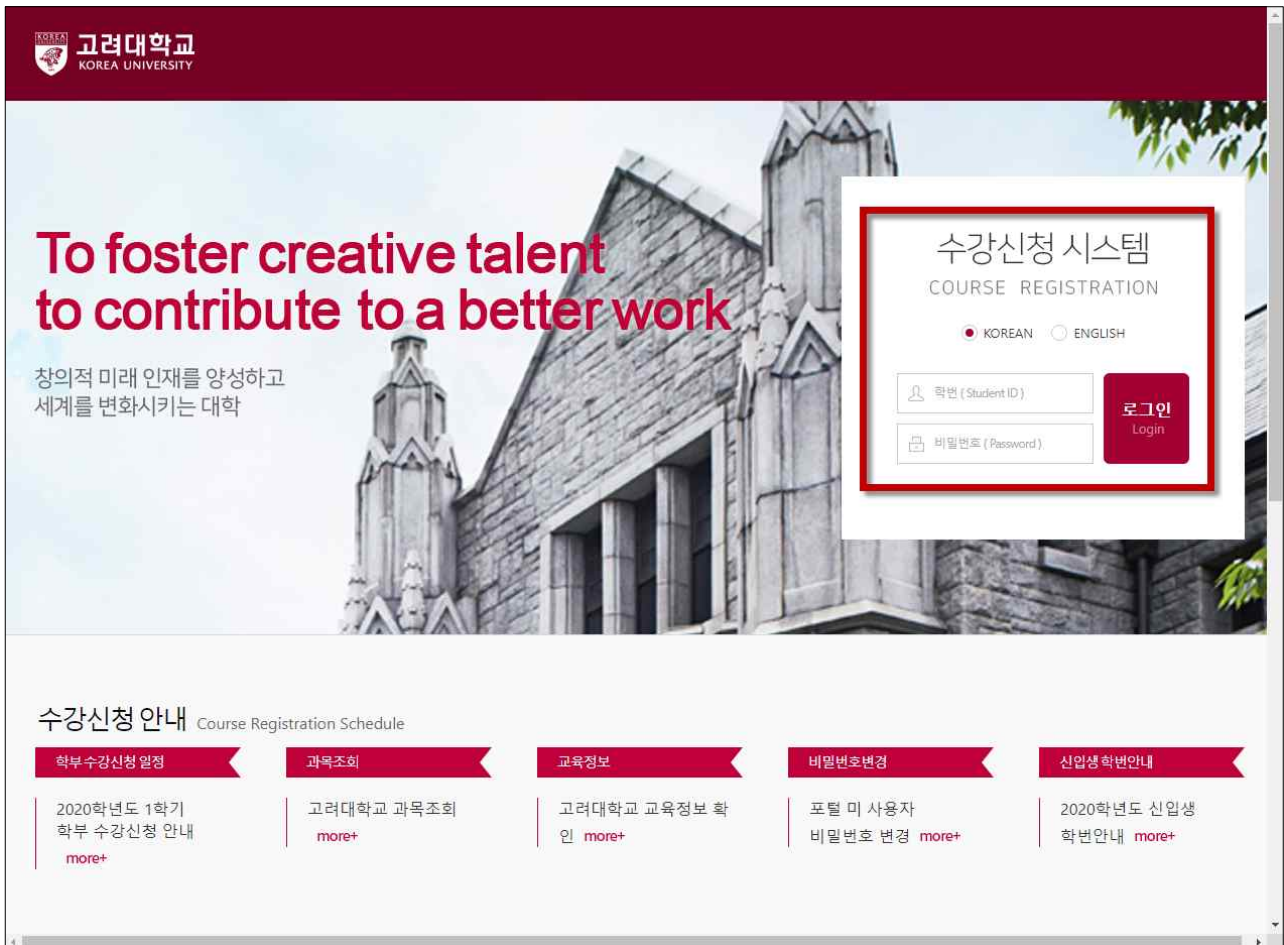 고려대학교
KOREA UNIVERSITY
To foster creative talent
to contribute to a better work
창의적 미래 인재를 양성하고
세계를 변화시키는 대학
수강신청 시스템
COURSE REGISTRATION
KOREAN ENGLISH
학번 ( Student ID )
비밀번호 ( Password )
로그인
Login
수강신청 안내 Course Registration Schedule
학부 수강신청 일정
2020학년도 1학기
학부 수강신청 안내
more+
과목조회
고려대학교 과목조회
more+
교육정보
고려대학교 교육정보 확
인 more+
비밀번호변경
포털 미 사용자
비밀번호 변경 more+
신입생 학번안내
2020학년도 신입생
학번안내 more+